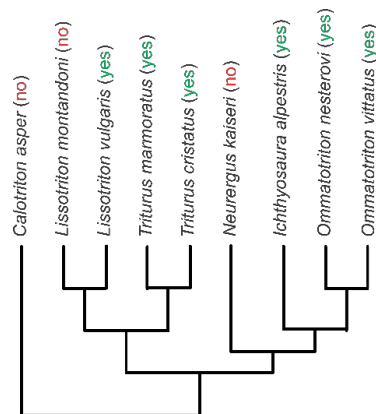 Calotriton asper (no)
Lissotriton montandoni (no)
Lissotriton vulgaris (yes)
Triturus marmoratus (yes)
Triturus cristatus (yes)
Neurergus kaiseri (no)
Ichthyosaura alpestris (yes)
Ommatotriton nesterovi (yes)
Ommatotriton vittatus (yes)